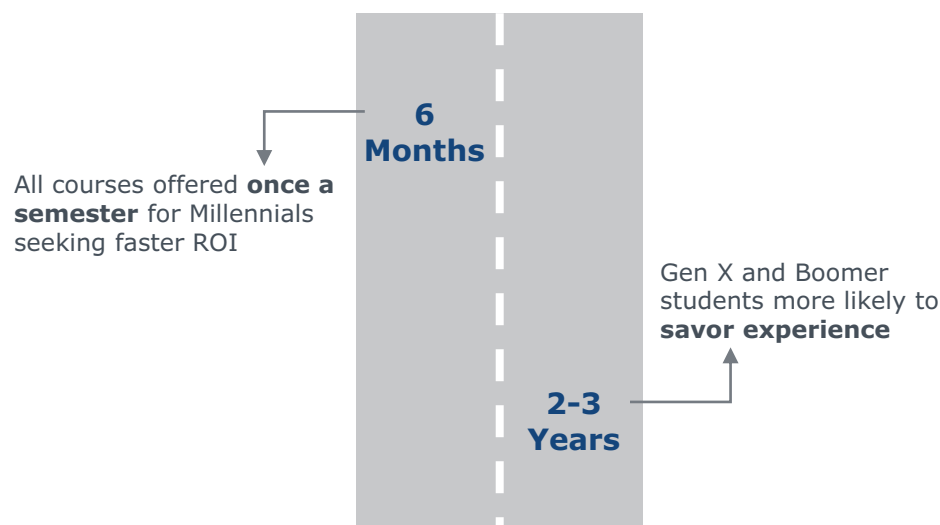 6
Months
All courses offered once a
semester for Millennials
seeking faster ROI
Gen X and Boomer
students more likely to
savor experience
2-3
Years